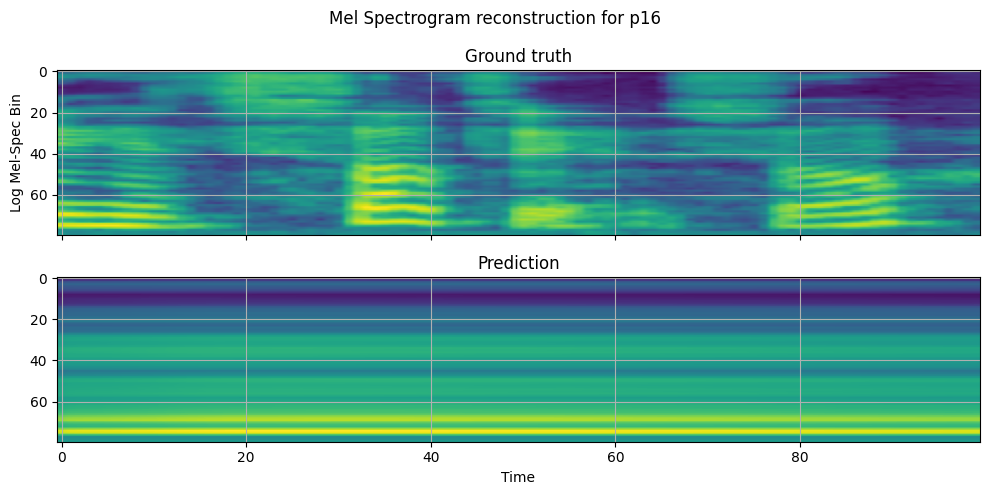 Mel Spectrogram reconstruction for p16
Ground truth
Log Mel-Spec Bin
0
20
40
60
Prediction
0
20
40
60
0 20 40 60 80
Time